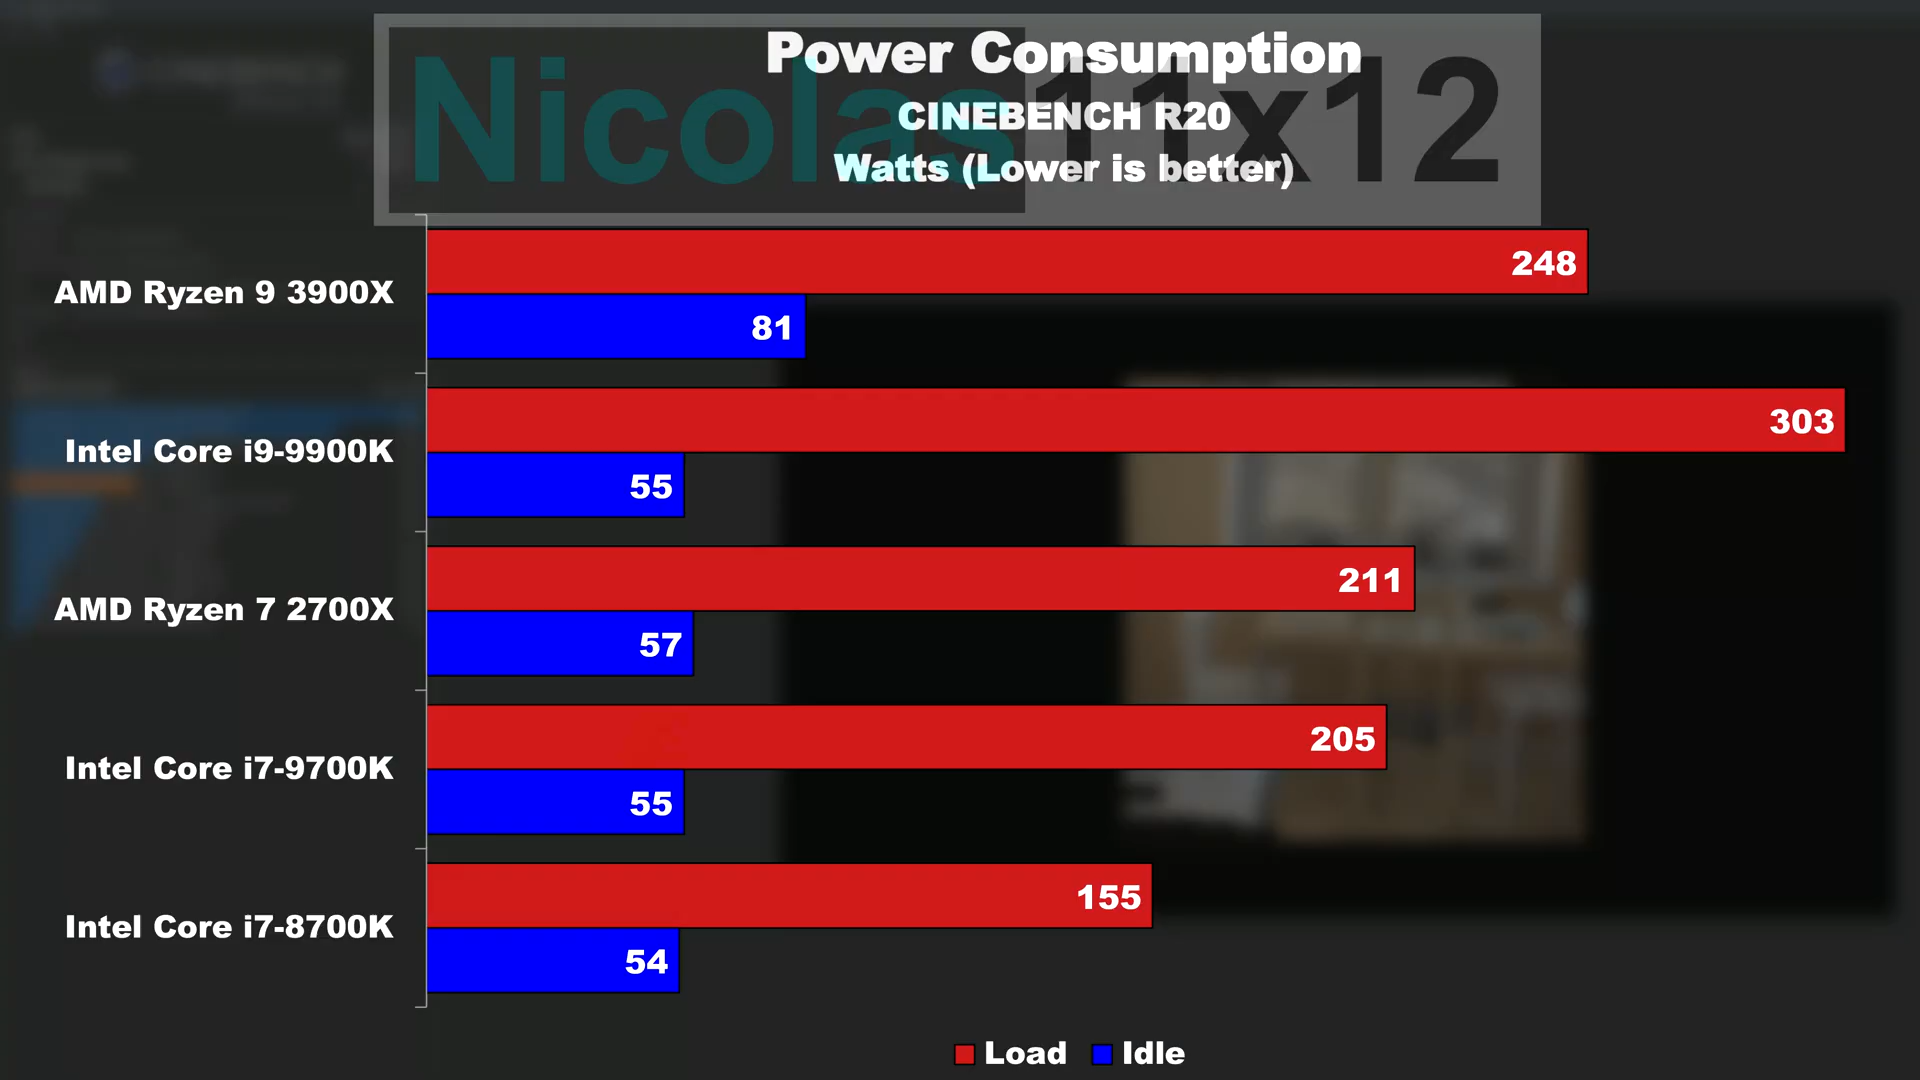 Nicolas11x12
Power Consumption
CINEBENCH R20
Watts (Lower is better)
AMD Ryzen 9 3900X
248
81
Intel Core i9-9900K
303
55
AMD Ryzen 7 2700X
211
57
Intel Core i7-9700K
205
55
Intel Core i7-8700K
155
54
Load
Idle